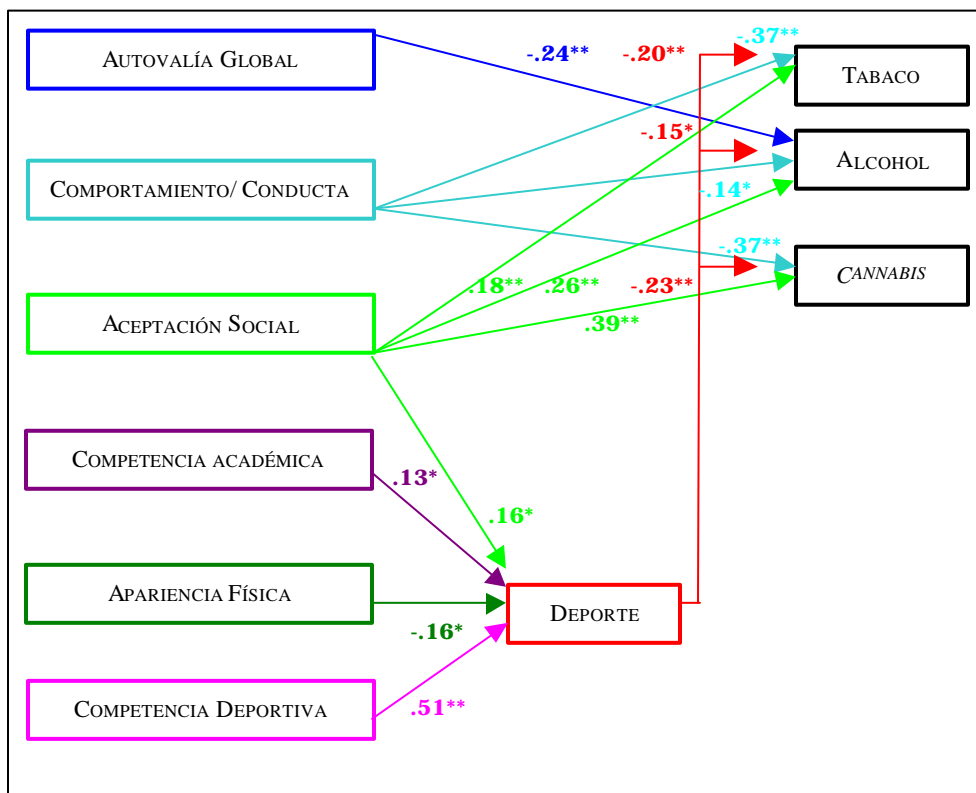 -.37**
AUTOVALÍA GLOBAL
-.24**
-.20**
TABACO
-.15*
ALCOHOL
COMPORTAMIENTO/ CONDUCTA
-.14*
-.37**
CANNABIS
.18**
.26**
-.23**
ACEPTACIÓN SOCIAL
.39**
COMPETENCIA ACADÉMICA
.13*
.16*
APARIENCIA FÍSICA
DEPORTE
-.16*
COMPETENCIA DEPORTIVA
.51**